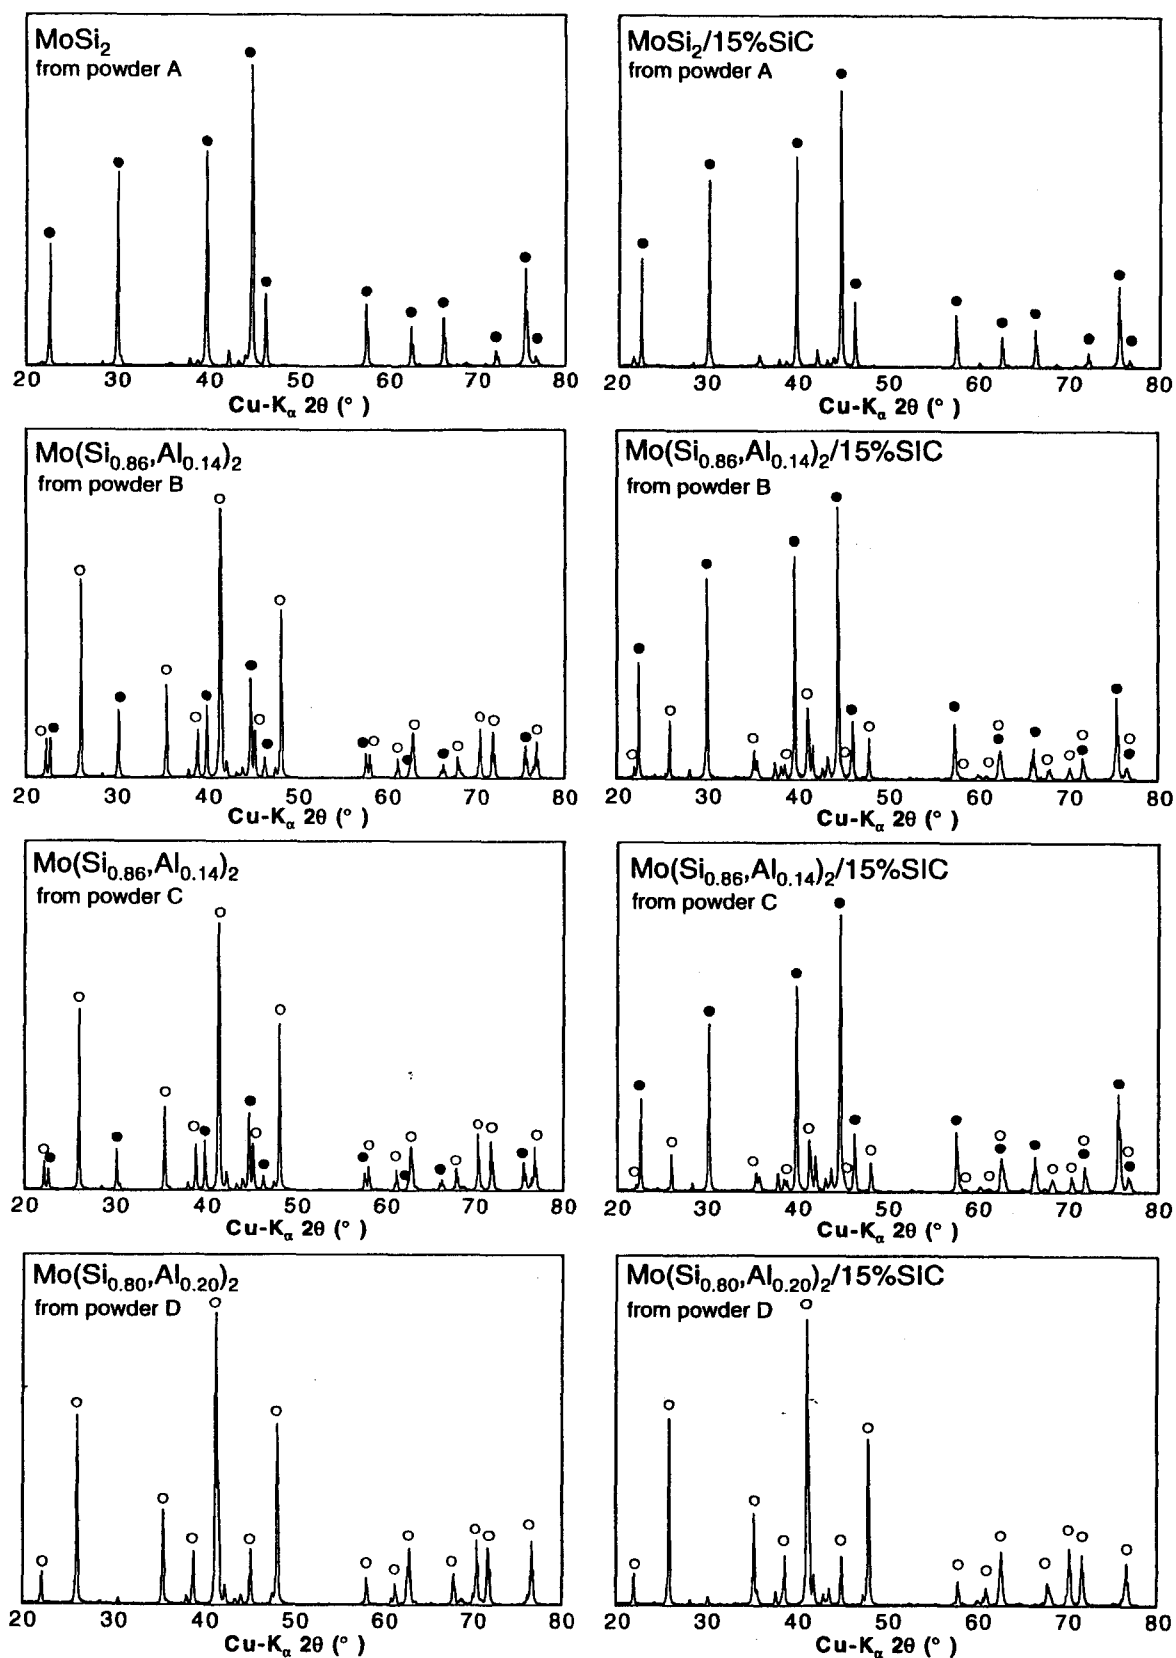 MoSi2
from powder A
20 30 40 50 60 70 80
Cu-Kα 2θ (° )
MoSi2/15%SiC
from powder A
20 30 40 50 60 70 80
Cu-Kα 2θ (° )
Mo(Si0.86,Al0.14)2
from powder B
20 30 40 50 60 70 80
Cu-Kα 2θ (° )
Mo(Si0.86,Al0.14)2/15%SIC
from powder B
20 30 40 50 60 70 80
Cu-Kα 2θ (° )
Mo(Si0.86,Al0.14)2
from powder C
20 30 40 50 60 70 80
Cu-Kα 2θ (° )
Mo(Si0.86,Al0.14)2/15%SIC
from powder C
20 30 40 50 60 70 80
Cu-Kα 2θ (° )
Mo(Si0.80,Al0.20)2
from powder D
20 30 40 50 60 70 80
Cu-Kα 2θ (° )
Mo(Si0.80,Al0.20)2/15%SIC
from powder D
20 30 40 50 60 70 80
Cu-Kα 2θ (° )